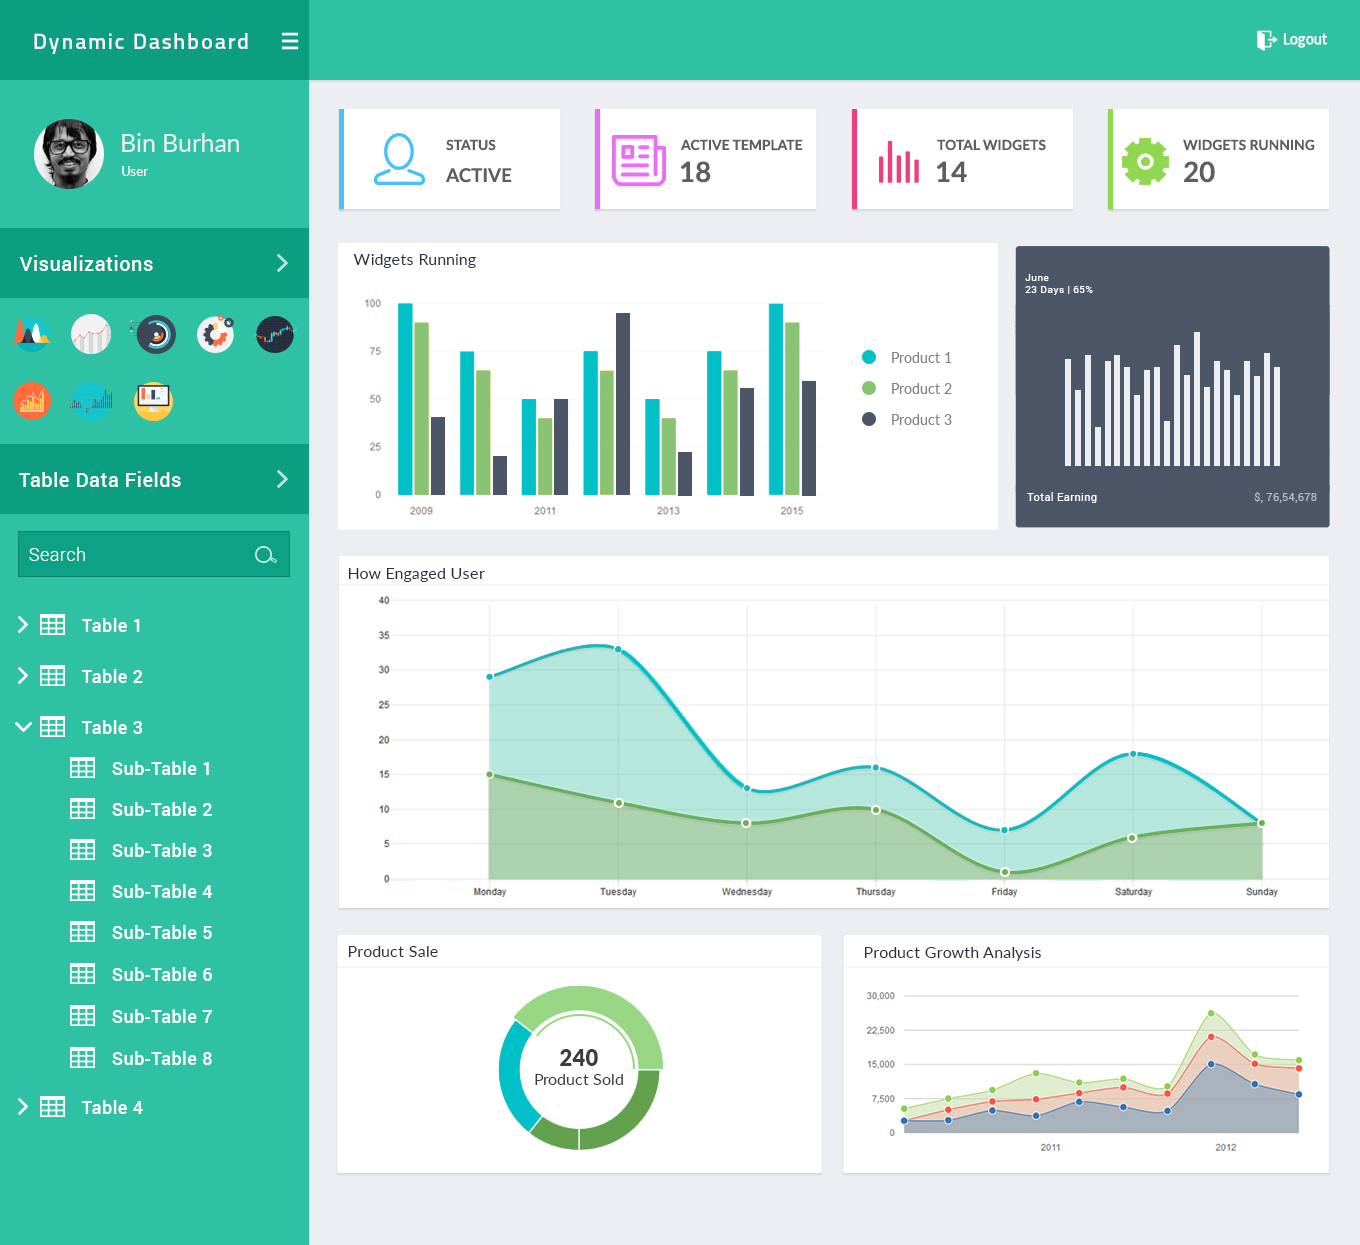 Dynamic Dashboard
Logout
Bin Burhan
User
Visualizations
Table Data Fields
Search
Table 1
Table 2
Table 3
Sub-Table 1
Sub-Table 2
Sub-Table 3
Sub-Table 4
Sub-Table 5
Sub-Table 6
Sub-Table 7
Sub-Table 8
Table 4
STATUS
ACTIVE
ACTIVE TEMPLATE
18
TOTAL WIDGETS
14
WIDGETS RUNNING
20
Widgets Running
100
75
50
25
0
2009 2011 2013 2015
Product 1
Product 2
Product 3
June
23 Days | 65%
Total Earning $, 76,54,678
How Engaged User
40
35
30
25
20
15
10
5
0
Monday Tuesday Wednesday Thursday Friday Saturday Sunday
Product Sale
240
Product Sold
Product Growth Analysis
30,000
22,500
15,000
7,500
0
2011 2012